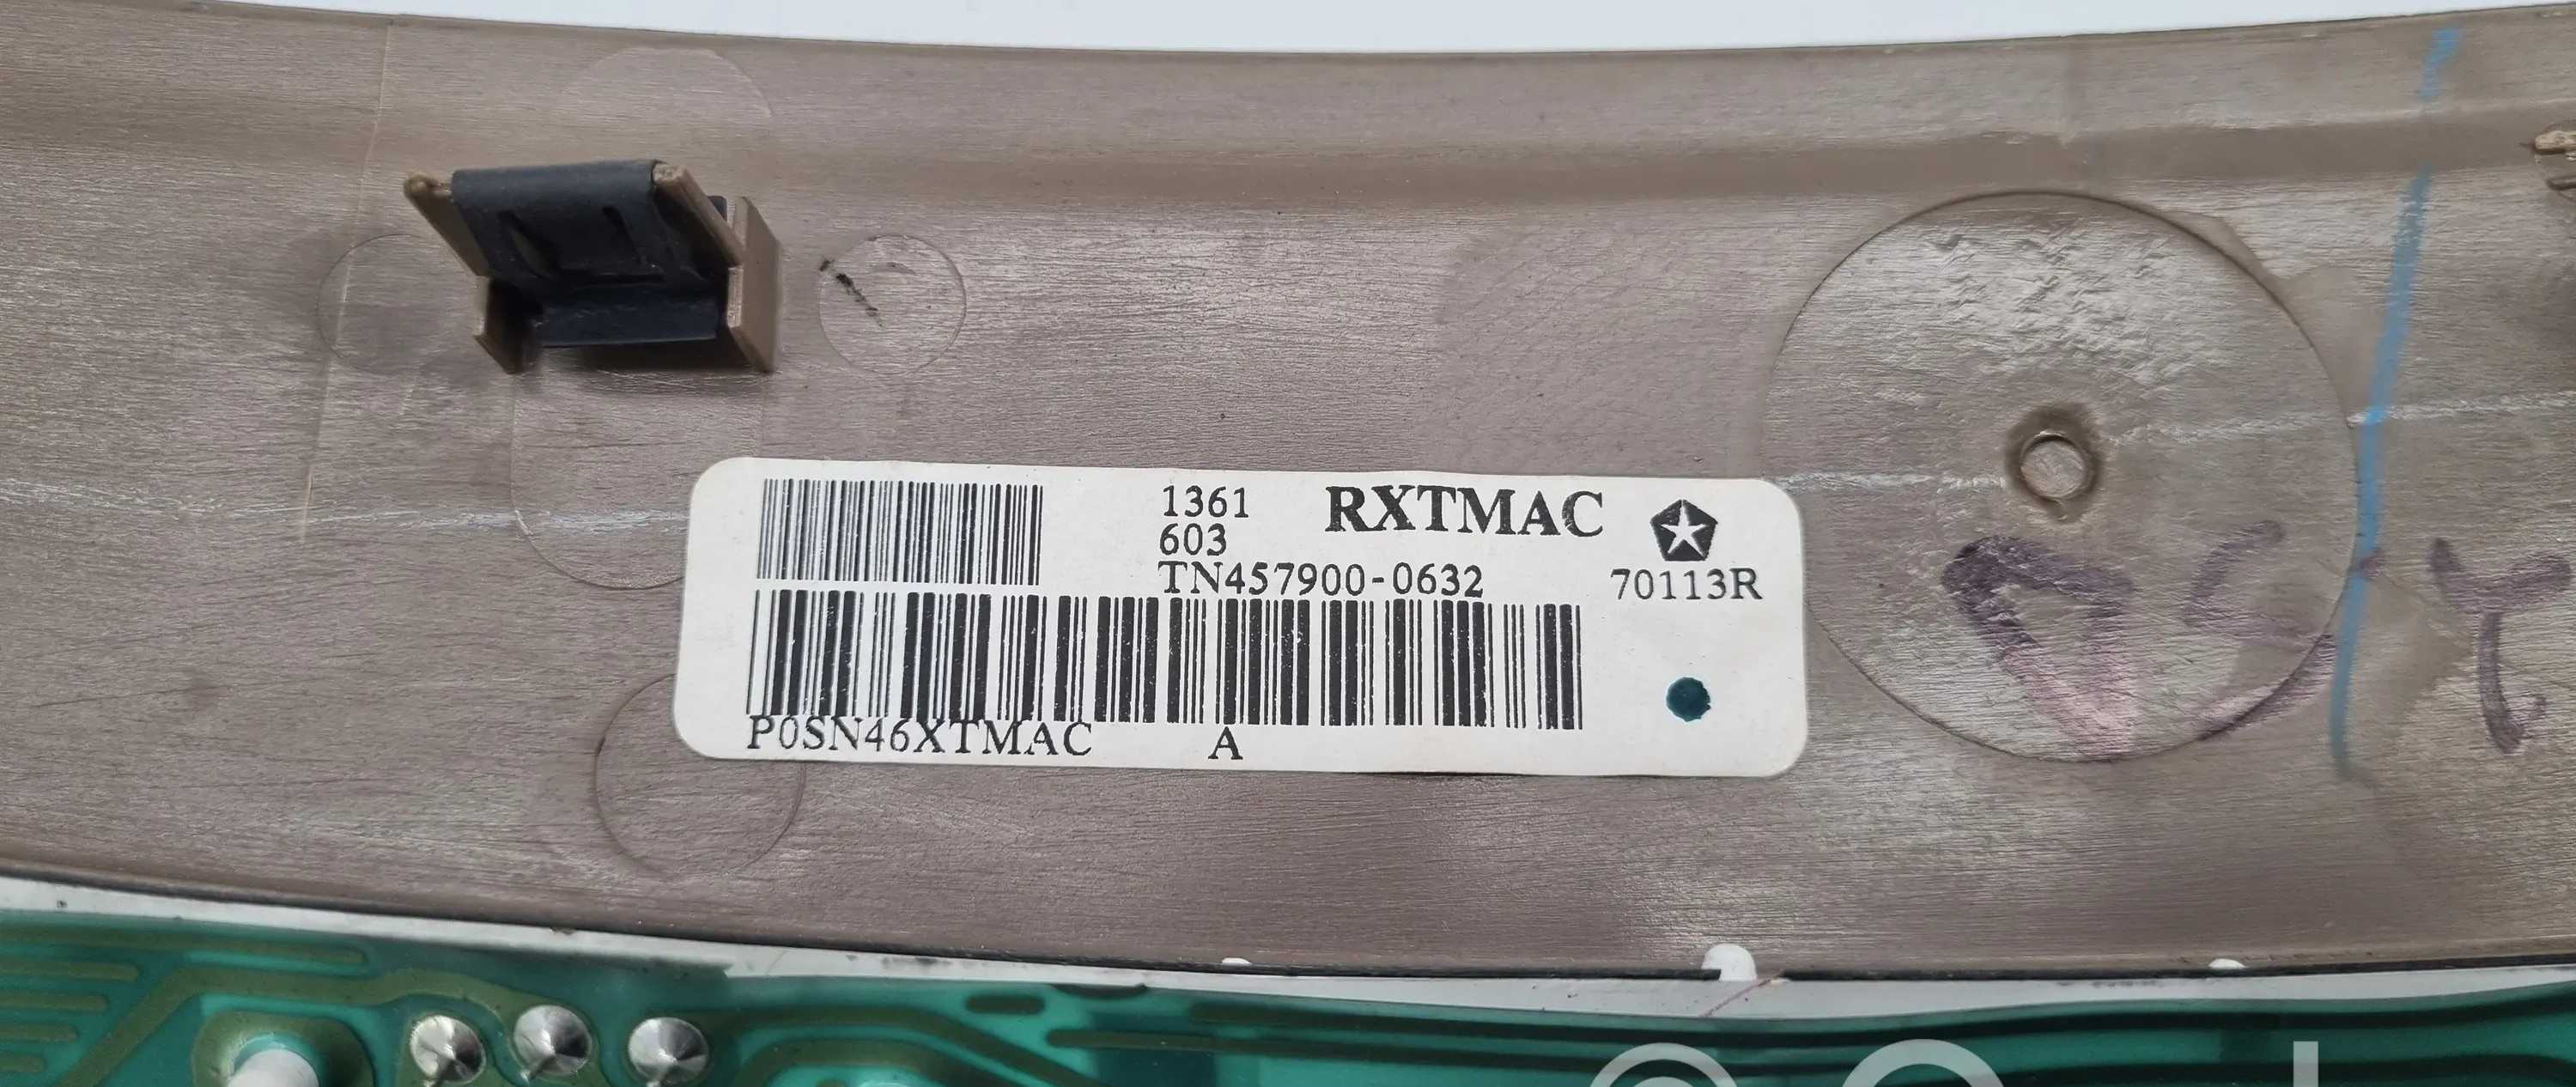 1361
603
RXTMAC
TN457900-0632
70113R
P0SN46XTMAC A